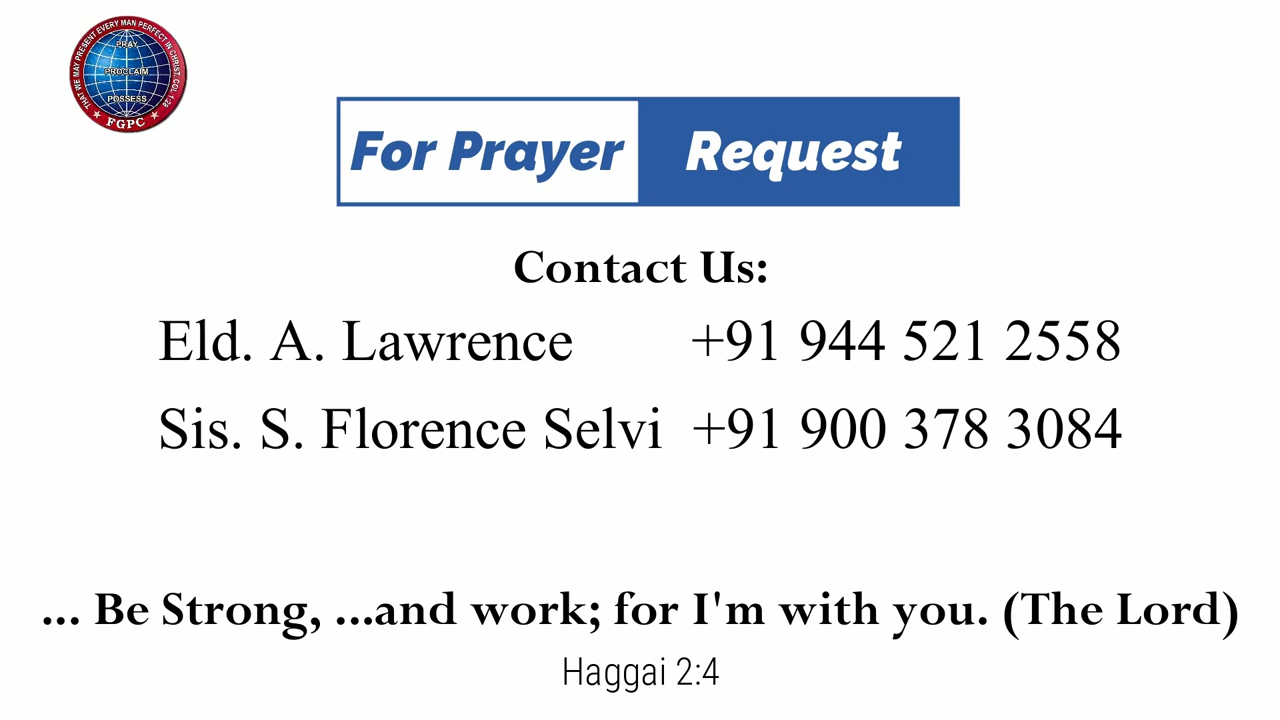 THAT WE MAY PRESENT EVERY MAN PERFECT IN CHRIST. COL 1:28
PRAY
PROCLAIM
POSSESS
FGPC
For Prayer Request
Contact Us:
Eld. A. Lawrence +91 944 521 2558
Sis. S. Florence Selvi +91 900 378 3084
... Be Strong, ...and work; for I'm with you. (The Lord)
Haggai 2:4